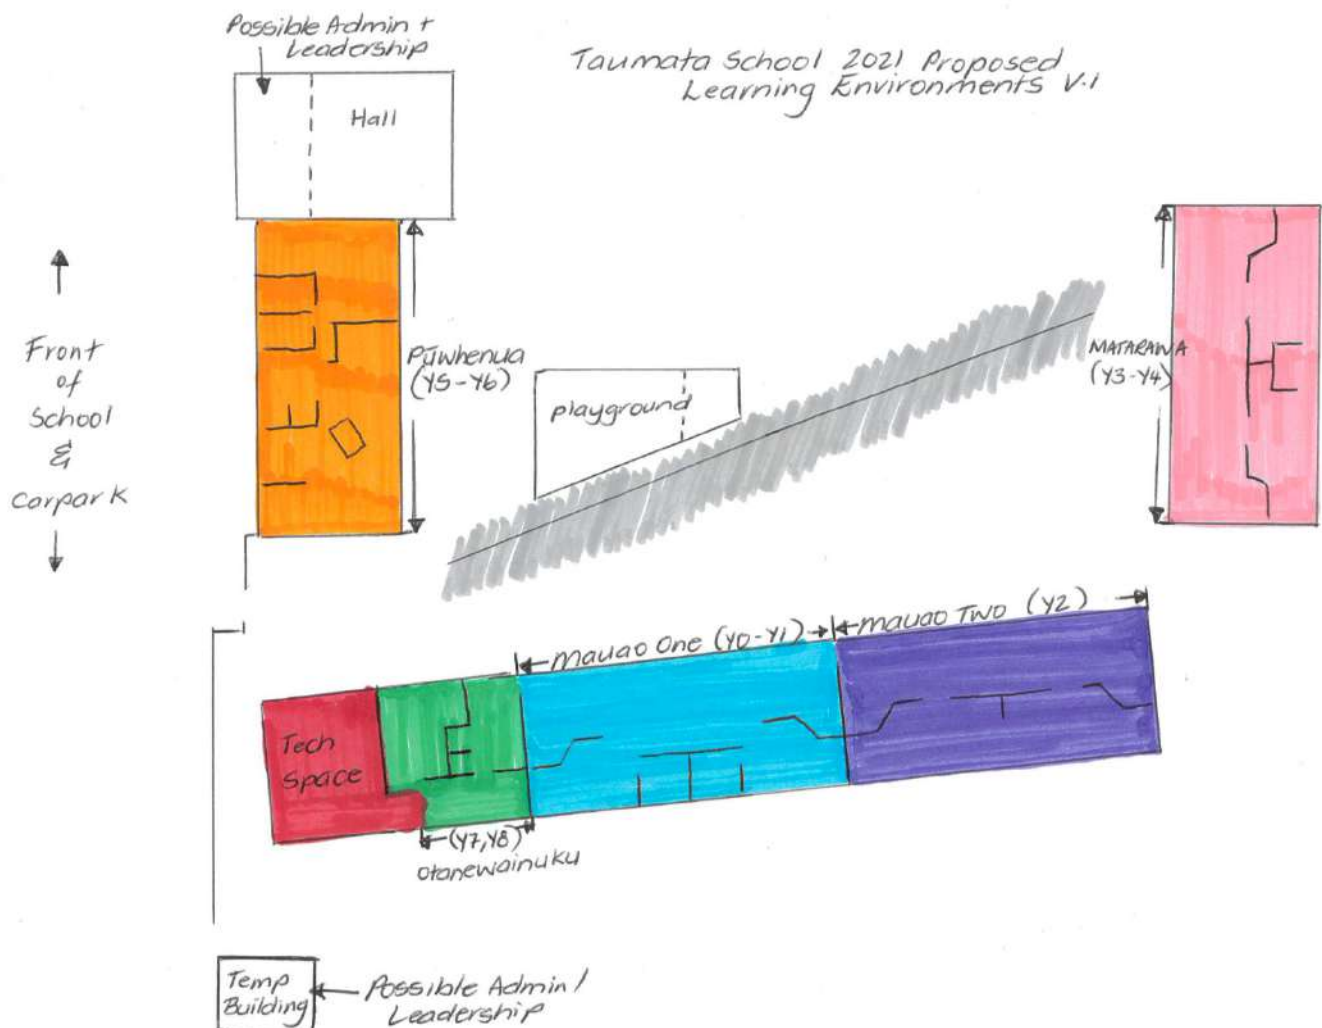 Possible Admin +
Leadership
Taumata School 2021 Proposed
Learning Environments V.1
Hall
Front
of
School
&
Carpark
Pūwhenua
(Y5-Y6)
playground
MATARAWA
(Y3-Y4)
Mauao One (Y0-Y1)
Mauao Two (Y2)
Tech
Space
(Y7,Y8)
Otanewainuku
Temp
Building
Possible Admin/
Leadership